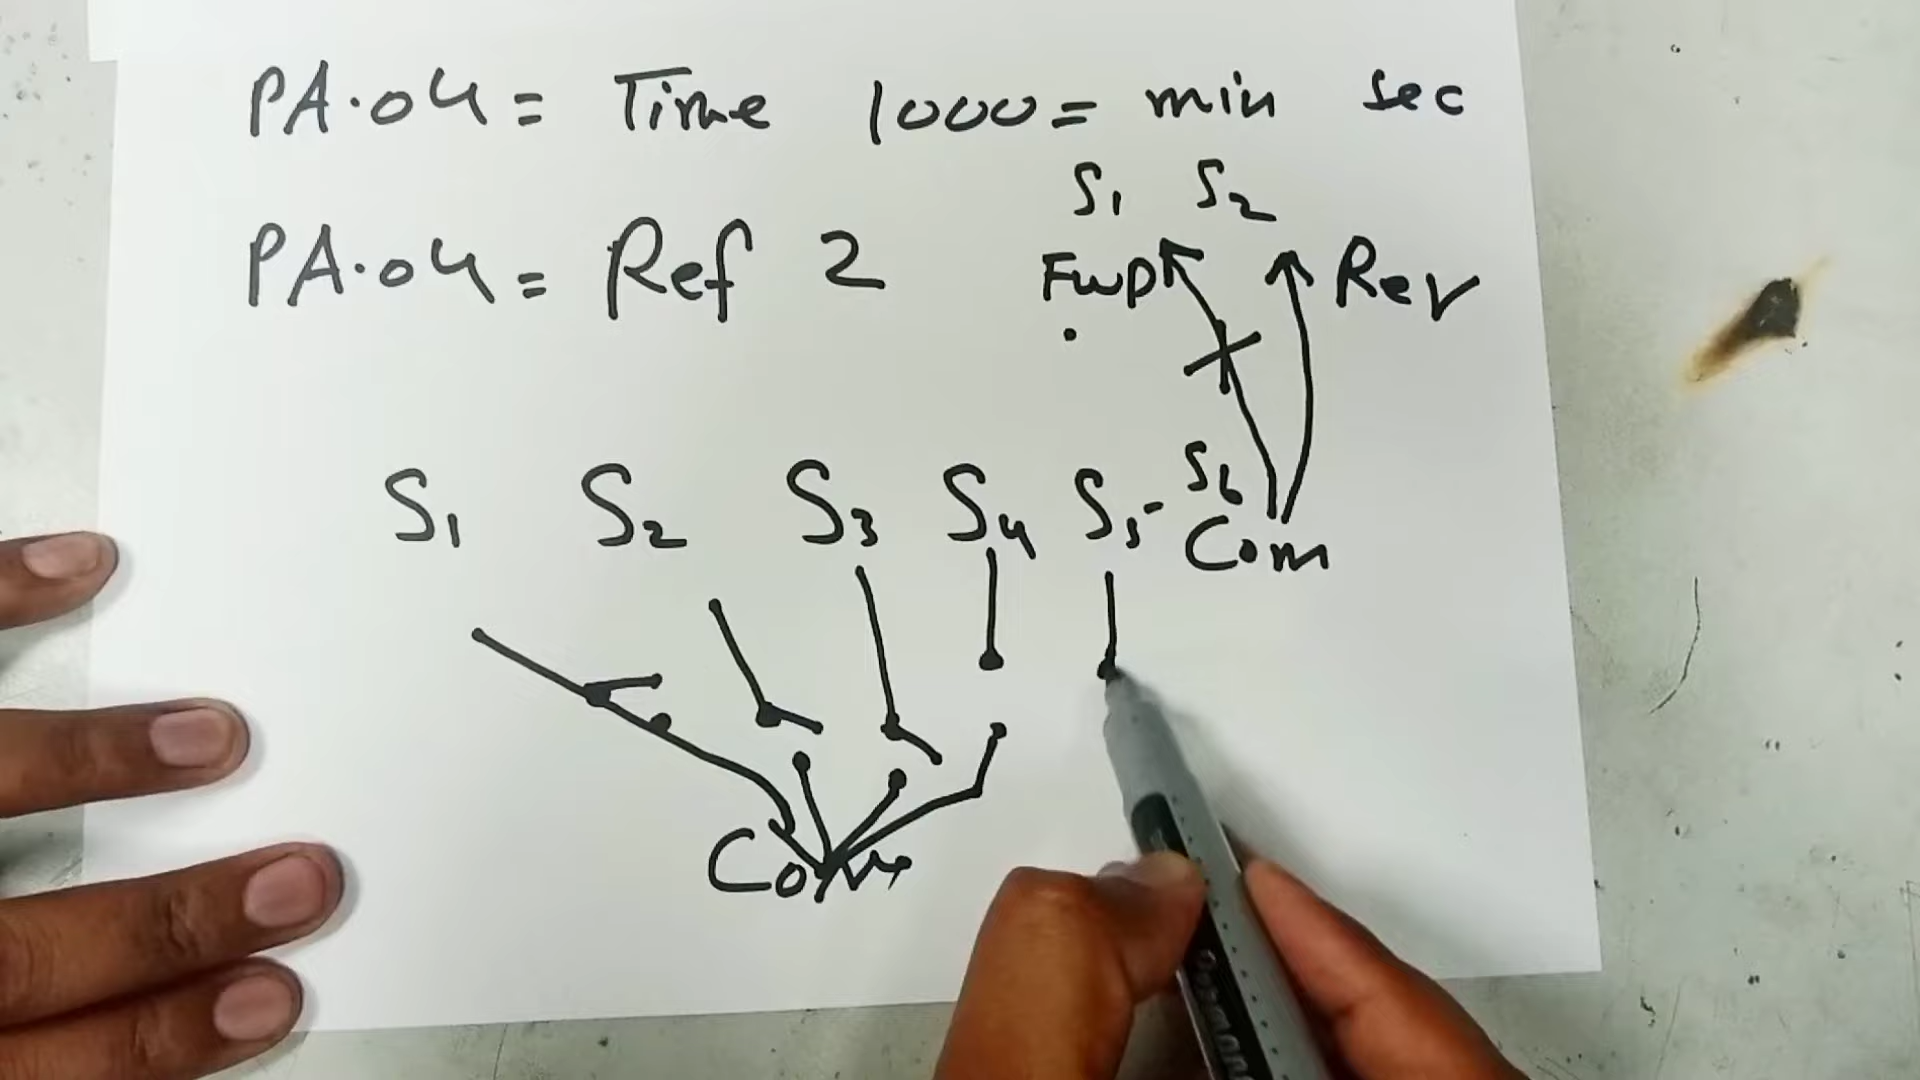 PA.04 = Time 1000 = min sec
S1 S2
PA.04 = Ref 2 FwD Rev
S1 S2 S3 S4 S5 S6
Com
Com